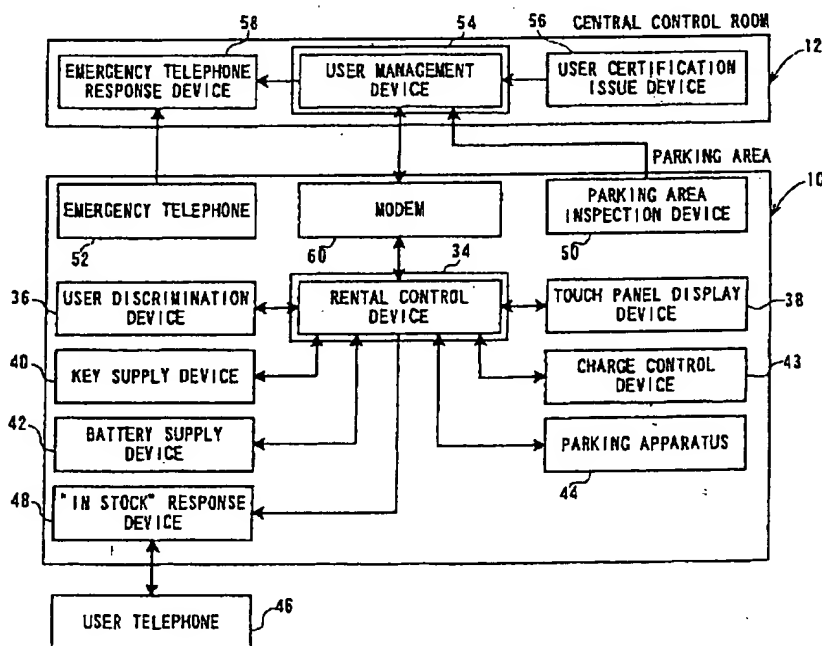 58
54
56
CENTRAL CONTROL ROOM
12
EMERGENCY TELEPHONE
RESPONSE DEVICE
USER MANAGEMENT
DEVICE
USER CERTIFICATION
ISSUE DEVICE
PARKING AREA
10
EMERGENCY TELEPHONE
52
MODEM
60
PARKING AREA
INSPECTION DEVICE
50
34
36
USER DISCRIMINATION
DEVICE
RENTAL CONTROL
DEVICE
TOUCH PANEL DISPLAY
DEVICE
38
40
KEY SUPPLY DEVICE
CHARGE CONTROL
DEVICE
43
42
BATTERY SUPPLY
DEVICE
PARKING APPARATUS
44
48
"IN STOCK" RESPONSE
DEVICE
USER TELEPHONE
46